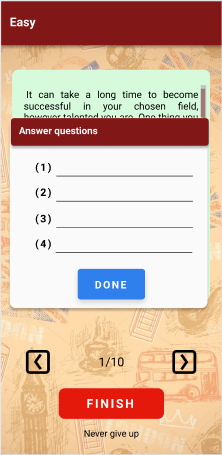 Easy
It can take a long time to become
successful in your chosen field,
however talented you are. One thing you
Answer questions
(1)
(2)
(3)
(4)
DONE
1/10
FINISH
Never give up